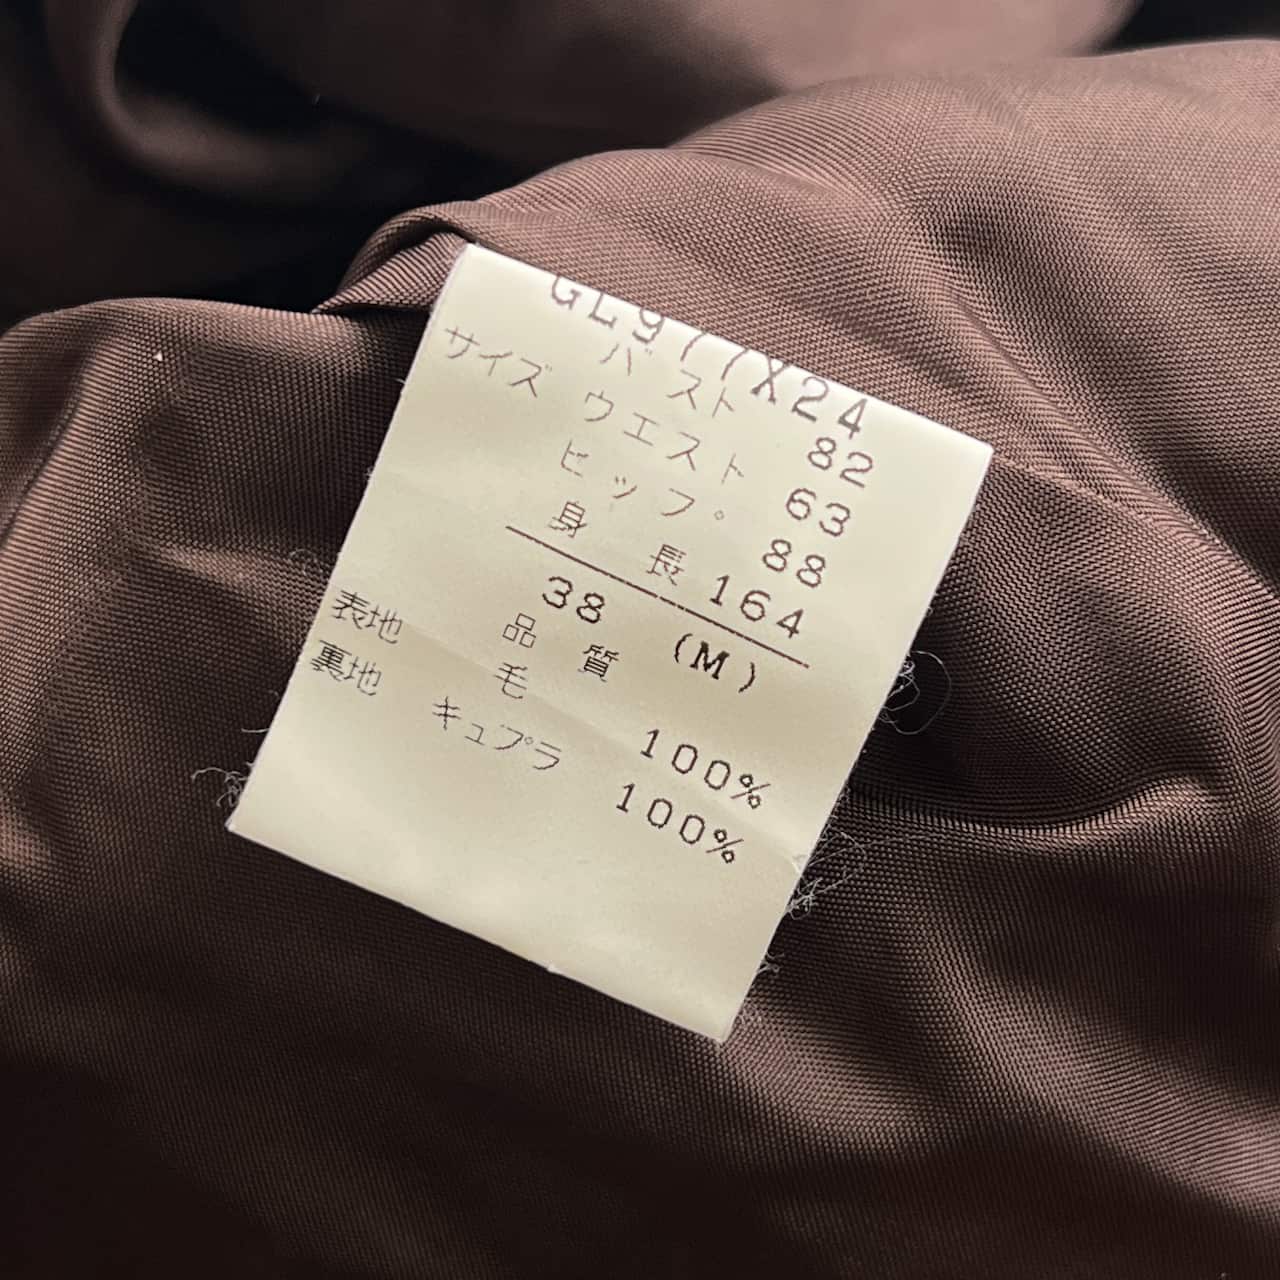 GL977X24
サイズ バスト 82
ウエスト 63
ヒップ 88
身長 164
38 (M)
品質
表地 毛 100%
裏地 キュプラ 100%